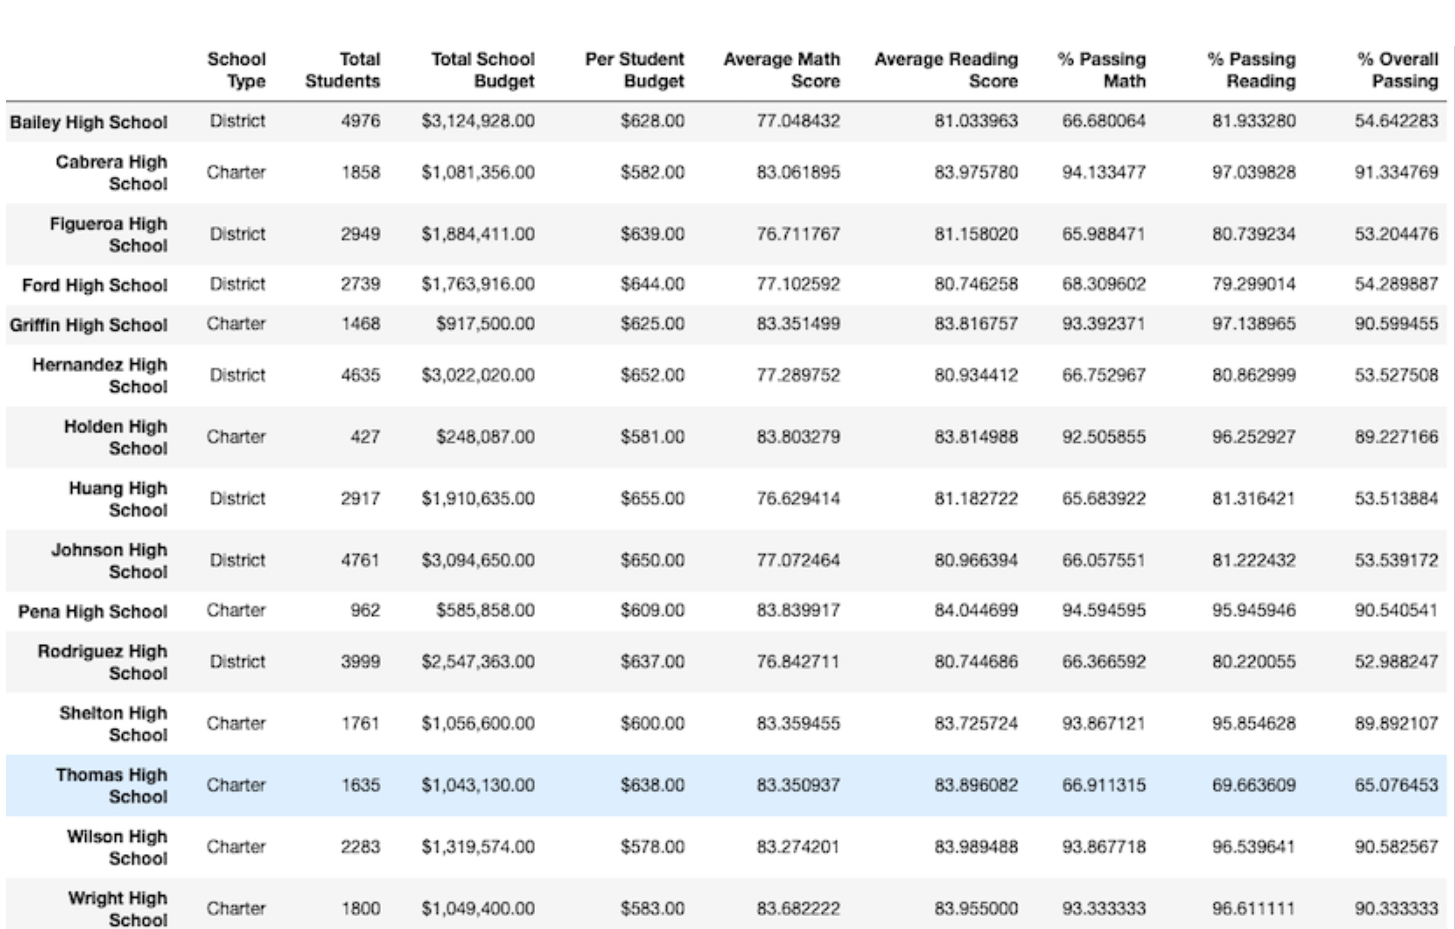 School Total Total School Per Student Average Math Average Reading % Passing % Passing % Overall
Type Students Budget Budget Score Score Math Reading Passing
Bailey High School District 4976 $3,124,928.00 $628.00 77.048432 81.033963 66.680064 81.933280 54.642283
Cabrera High
School Charter 1858 $1,081,356.00 $582.00 83.061895 83.975780 94.133477 97.039828 91.334769
Figueroa High
School District 2949 $1,884,411.00 $639.00 76.711767 81.158020 65.988471 80.739234 53.204476
Ford High School District 2739 $1,763,916.00 $644.00 77.102592 80.746258 68.309602 79.299014 54.289887
Griffin High School Charter 1468 $917,500.00 $625.00 83.351499 83.816757 93.392371 97.138965 90.599455
Hernandez High
School District 4635 $3,022,020.00 $652.00 77.289752 80.934412 66.752967 80.862999 53.527508
Holden High
School Charter 427 $248,087.00 $581.00 83.803279 83.814988 92.505855 96.252927 89.227166
Huang High
School District 2917 $1,910,635.00 $655.00 76.629414 81.182722 65.683922 81.316421 53.513884
Johnson High
School District 4761 $3,094,650.00 $650.00 77.072464 80.966394 66.057551 81.222432 53.539172
Pena High School Charter 962 $585,858.00 $609.00 83.839917 84.044699 94.594595 95.945946 90.540541
Rodriguez High
School District 3999 $2,547,363.00 $637.00 76.842711 80.744686 66.366592 80.220055 52.988247
Shelton High
School Charter 1761 $1,056,600.00 $600.00 83.359455 83.725724 93.867121 95.854628 89.892107
Thomas High
School Charter 1635 $1,043,130.00 $638.00 83.350937 83.896082 66.911315 69.663609 65.076453
Wilson High
School Charter 2283 $1,319,574.00 $578.00 83.274201 83.989488 93.867718 96.539641 90.582567
Wright High
School Charter 1800 $1,049,400.00 $583.00 83.682222 83.955000 93.333333 96.611111 90.333333